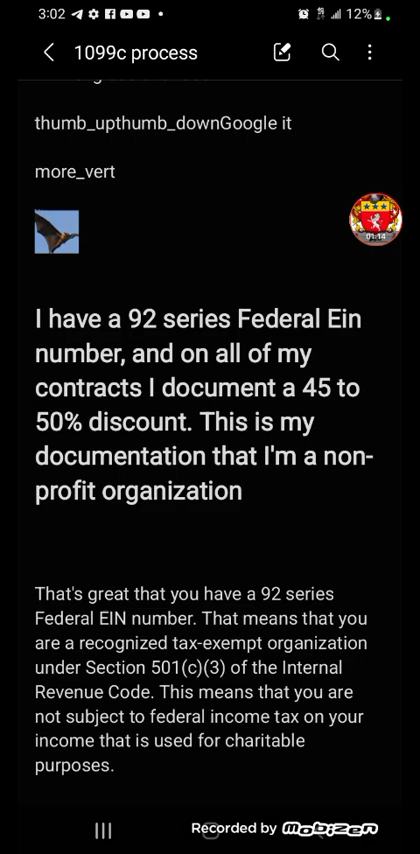 3:02 12%
1099c process
thumb_upthumb_downGoogle it
more_vert
01:14
I have a 92 series Federal Ein
number, and on all of my
contracts I document a 45 to
50% discount. This is my
documentation that I'm a non-
profit organization
That's great that you have a 92 series
Federal EIN number. That means that you
are a recognized tax-exempt organization
under Section 501(c)(3) of the Internal
Revenue Code. This means that you are
not subject to federal income tax on your
income that is used for charitable
purposes.
Recorded by mobizen